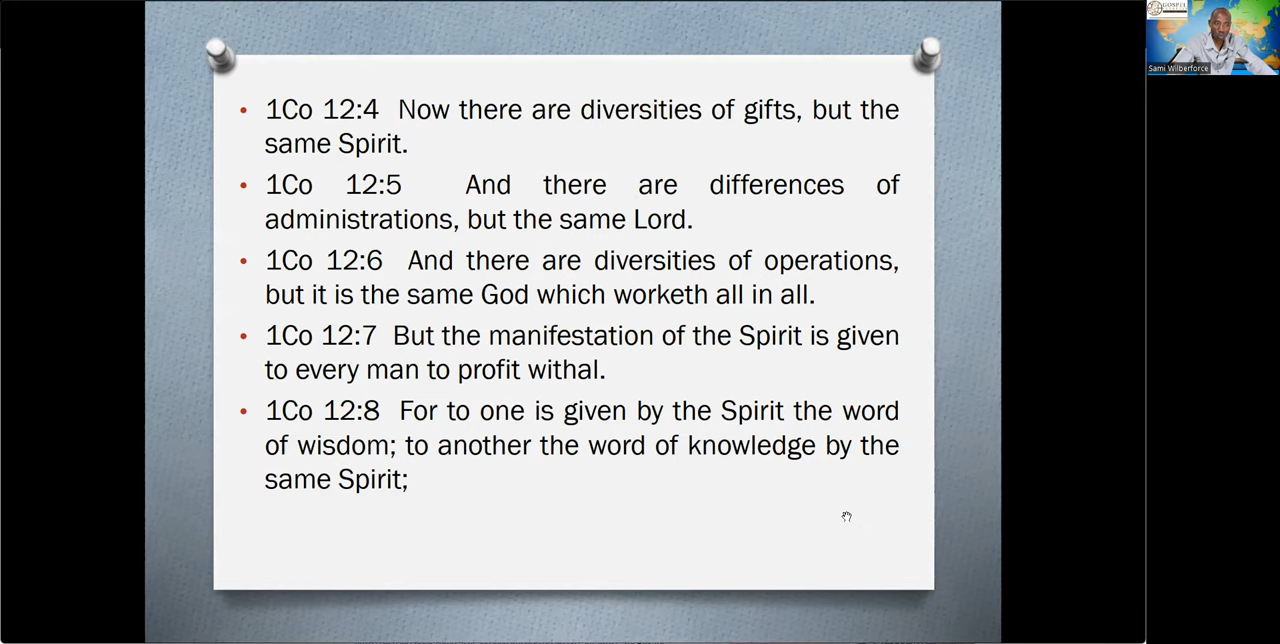 • 1Co 12:4 Now there are diversities of gifts, but the
same Spirit.
• 1Co 12:5 And there are differences of
administrations, but the same Lord.
• 1Co 12:6 And there are diversities of operations,
but it is the same God which worketh all in all.
• 1Co 12:7 But the manifestation of the Spirit is given
to every man to profit withal.
• 1Co 12:8 For to one is given by the Spirit the word
of wisdom; to another the word of knowledge by the
same Spirit;
GOSPEL
Sami Wilberforce